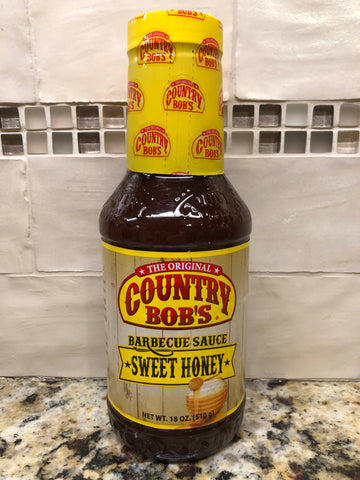 COUNTRY
BOB'S
COUNTRY
BOB'S
COUNTRY
BOB'S
COUNTRY
BOB'S
THE ORIGINAL
COUNTRY
BOB'S
BARBECUE SAUCE
SWEET HONEY
NET WT. 18 OZ. (510 g)